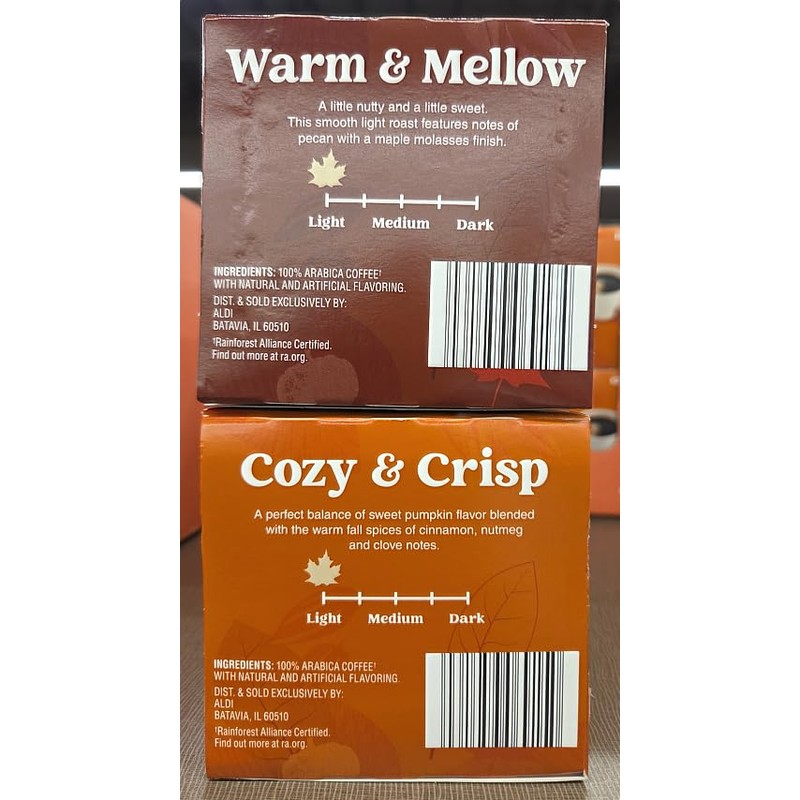 Warm & Mellow
A little nutty and a little sweet.
This smooth light roast features notes of
pecan with a maple molasses finish.
Light Medium Dark
INGREDIENTS: 100% ARABICA COFFEE†
WITH NATURAL AND ARTIFICIAL FLAVORING.
DIST. & SOLD EXCLUSIVELY BY:
ALDI
BATAVIA, IL 60510
†Rainforest Alliance Certified.
Find out more at ra.org.
Cozy & Crisp
A perfect balance of sweet pumpkin flavor blended
with the warm fall spices of cinnamon, nutmeg
and clove notes.
Light Medium Dark
INGREDIENTS: 100% ARABICA COFFEE†
WITH NATURAL AND ARTIFICIAL FLAVORING.
DIST. & SOLD EXCLUSIVELY BY:
ALDI
BATAVIA, IL 60510
†Rainforest Alliance Certified.
Find out more at ra.org.